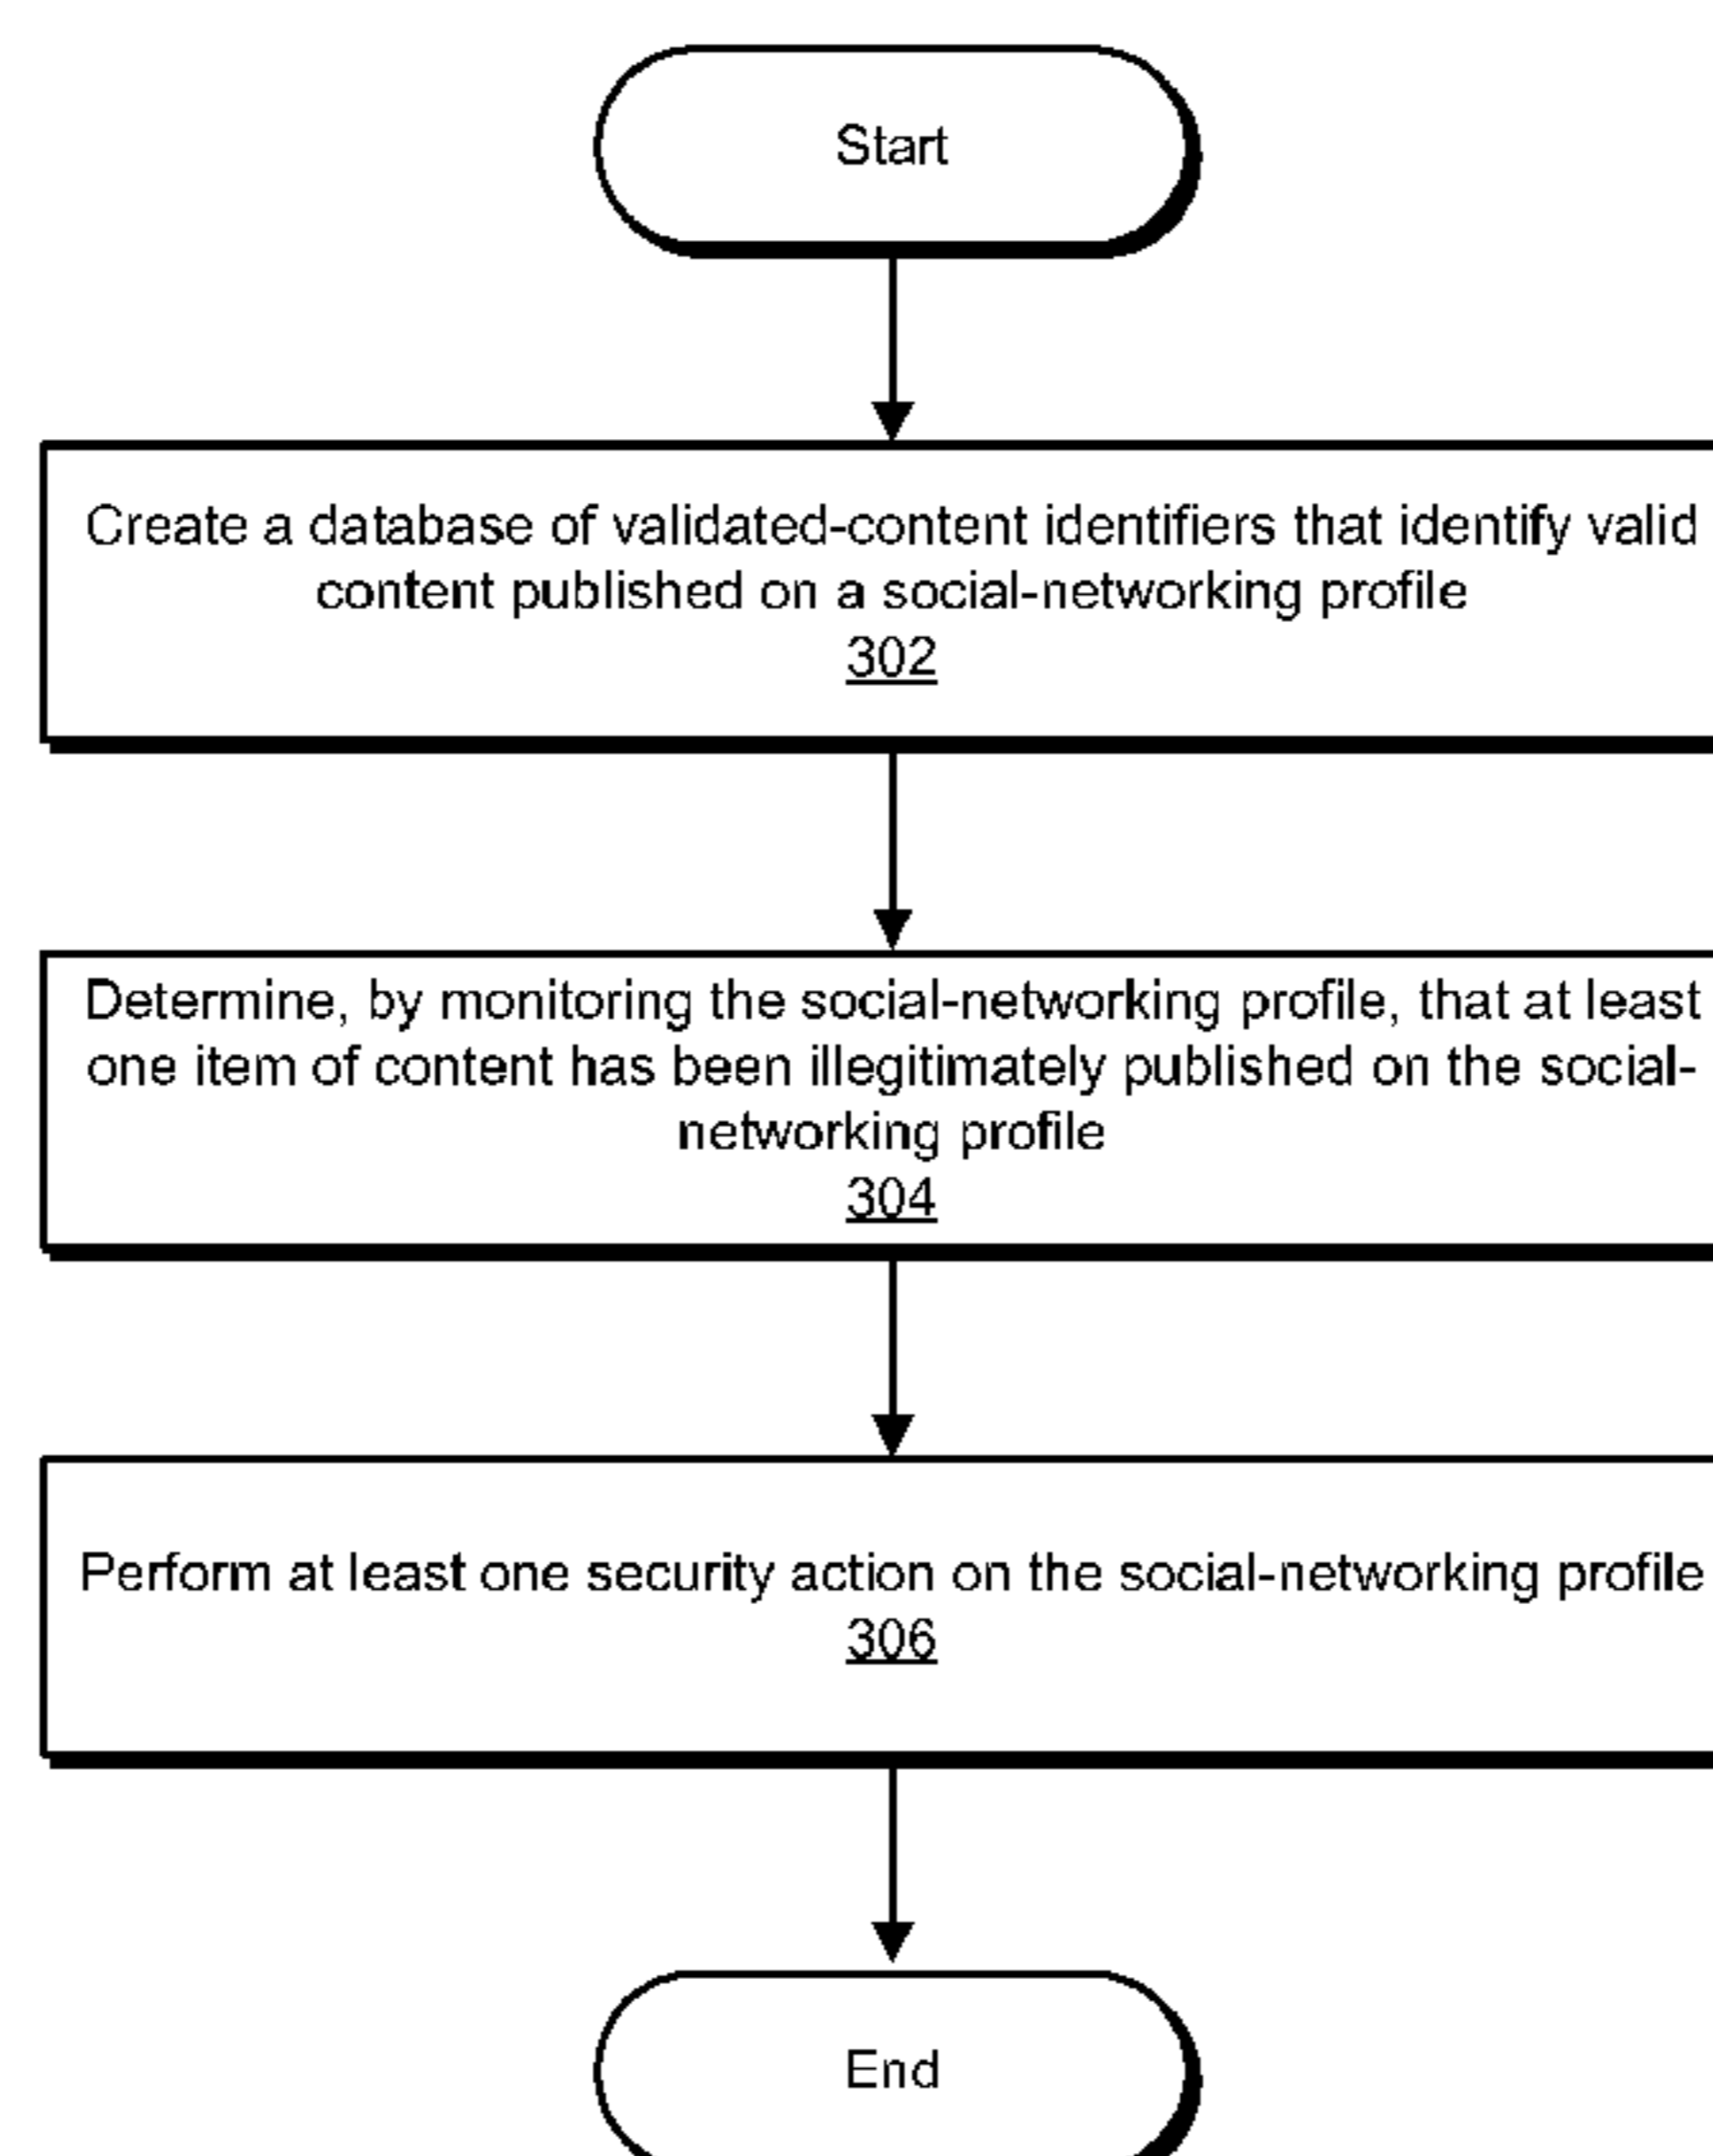 Start
Create a database of validated-content identifiers that identify valid
content published on a social-networking profile
302
Determine, by monitoring the social-networking profile, that at least
one item of content has been illegitimately published on the social-
networking profile
304
Perform at least one security action on the social-networking profile
306
End